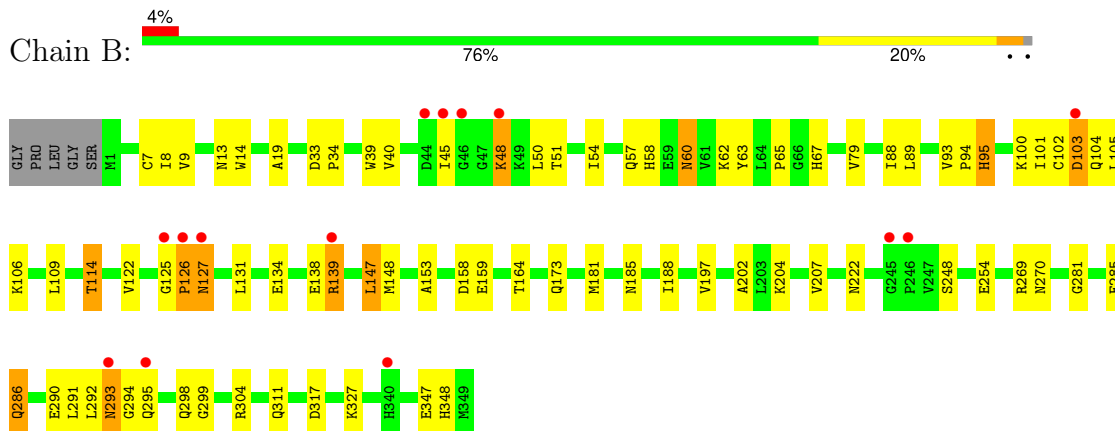 4%
Chain B:
76% 20% • •
GLY PRO LEU GLY SER M1 C7 I8 V9 N13 W14 A19 D33 P34 W39 V40 D44 I45 G46 G47 K48 K49 L50 T51 I54 Q57 H58 E59 N60 V61 K62 Y63 L64 P65 G66 H67 V79 I88 L89 V93 P94 H95 K100 I101 C102 D103 Q104 L105
K106 L109 T114 V122 G125 P126 N127 L131 E134 E138 R139 L147 M148 A153 D158 E159 T164 Q173 M181 N185 I188 V197 A202 L203 K204 V207 N222 G245 P246 V247 S248 E254 R269 N270 G281
Q286 E290 L291 L292 N293 G294 Q295 Q298 G299 R304 Q311 D317 K327 H340 E347 H348 M349